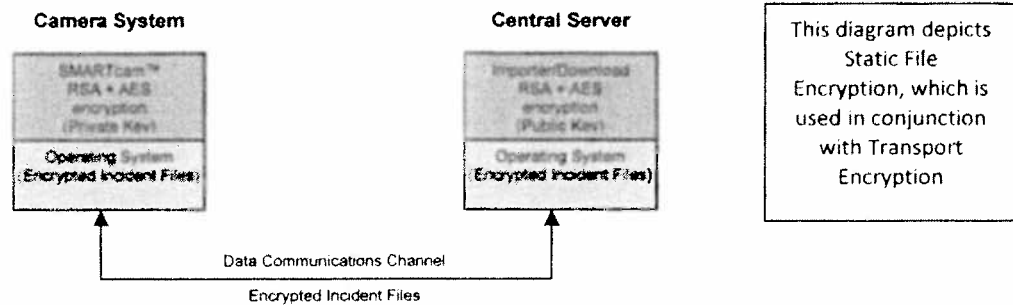 Camera System
Central Server
SMARTcam™
RSA + AES
encryption
(Private Key)
Operating System
(Encrypted Incident Files)
Importer/Download
RSA + AES
encryption
(Public Key)
Operating System
(Encrypted Incident Files)
Data Communications Channel
Encrypted Incident Files
This diagram depicts
Static File
Encryption, which is
used in conjunction
with Transport
Encryption